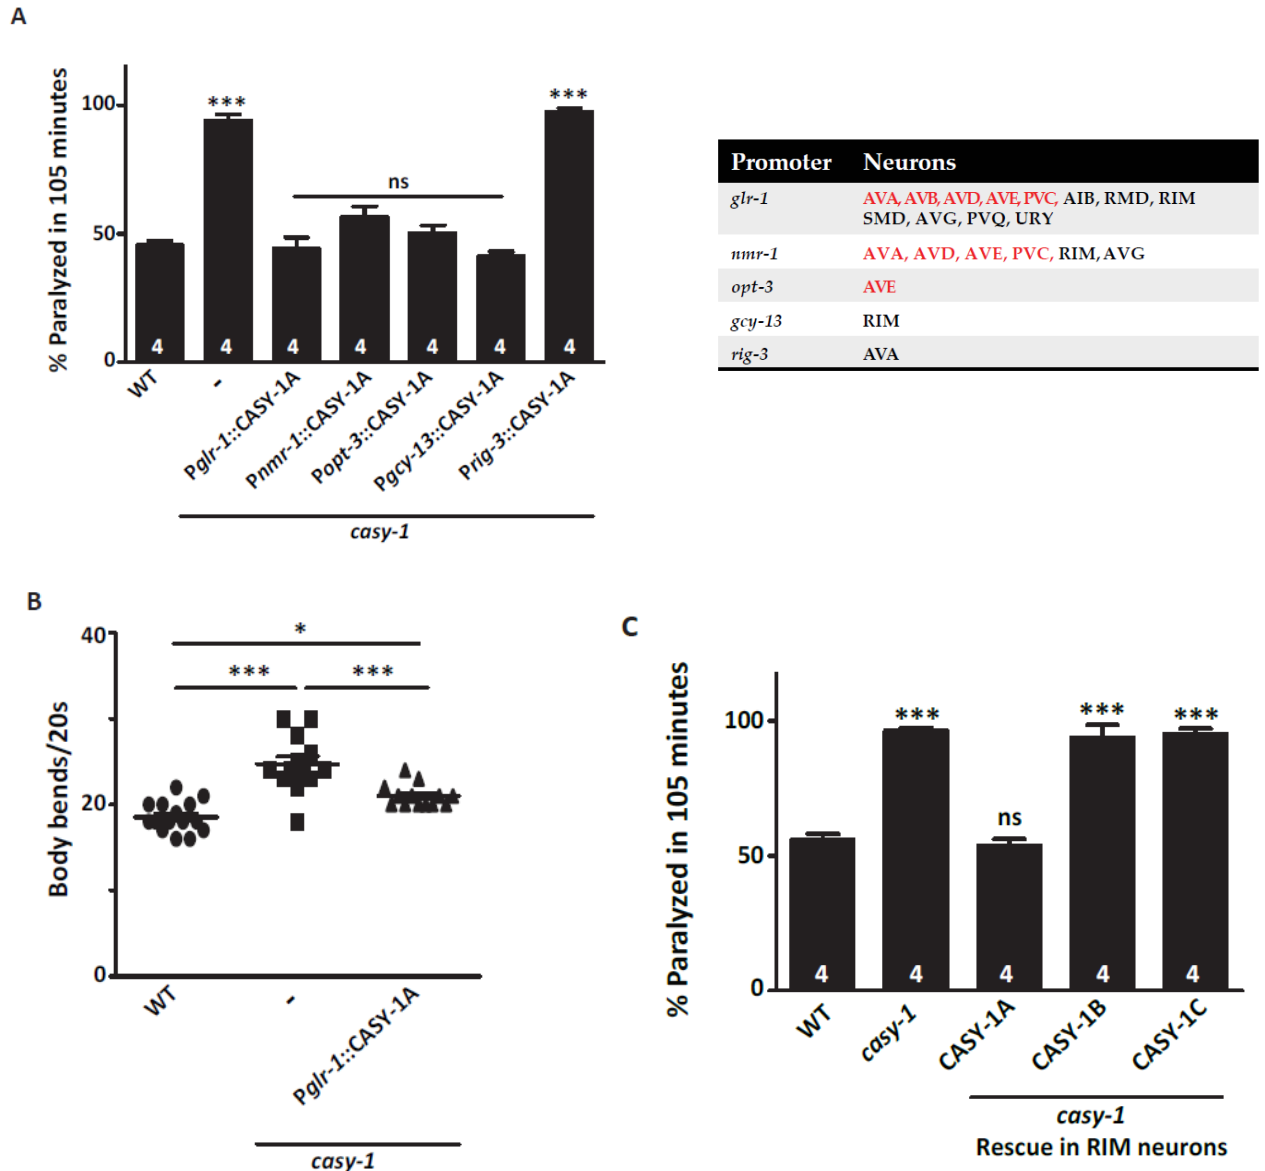 A
% Paralyzed in 105 minutes
100
50
0
***
ns
***
4 4 4 4 4 4 4
WT
-
Pglr-1::CASY-1A
Pnmr-1::CASY-1A
Popt-3::CASY-1A
Pgcy-13::CASY-1A
Prig-3::CASY-1A
casy-1
Promoter Neurons
glr-1 AVA, AVB, AVD, AVE, PVC, AIB, RMD, RIM
SMD, AVG, PVQ, URY
nmr-1 AVA, AVD, AVE, PVC, RIM, AVG
opt-3 AVE
gcy-13 RIM
rig-3 AVA
B
Body bends/20s
40
20
0
*
*** ***
WT
-
Pglr-1::CASY-1A
casy-1
C
% Paralyzed in 105 minutes
100
50
0
***
ns
***
***
4 4 4 4 4
WT
casy-1
CASY-1A
CASY-1B
CASY-1C
casy-1
Rescue in RIM neurons